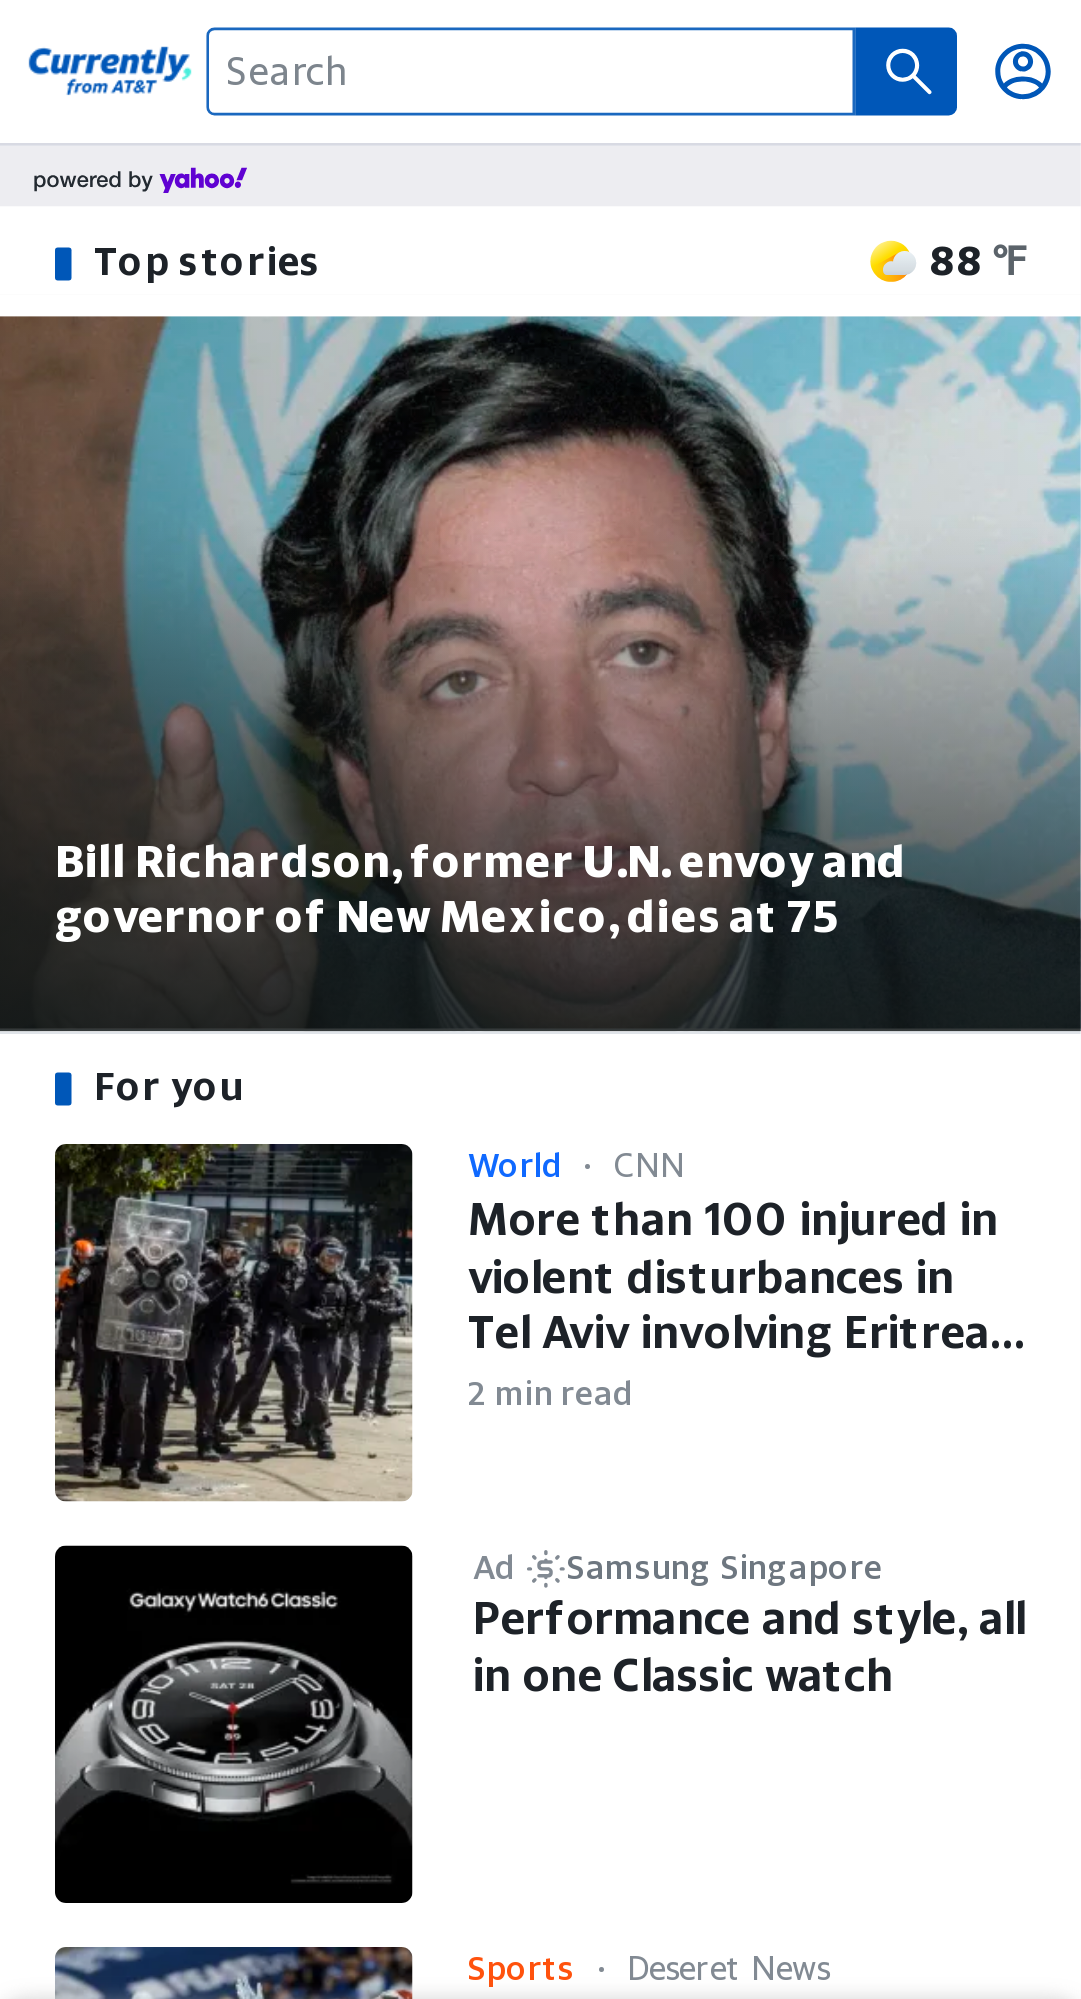 Currently,
from AT&T
Search
powered by yahoo!
Top stories
88 °F
Bill Richardson, former U.N. envoy and
governor of New Mexico, dies at 75
For you
World · CNN
More than 100 injured in
violent disturbances in
Tel Aviv involving Eritrea...
2 min read
Galaxy Watch6 Classic
SAT 28
Ad Samsung Singapore
Performance and style, all
in one Classic watch
Sports · Deseret News